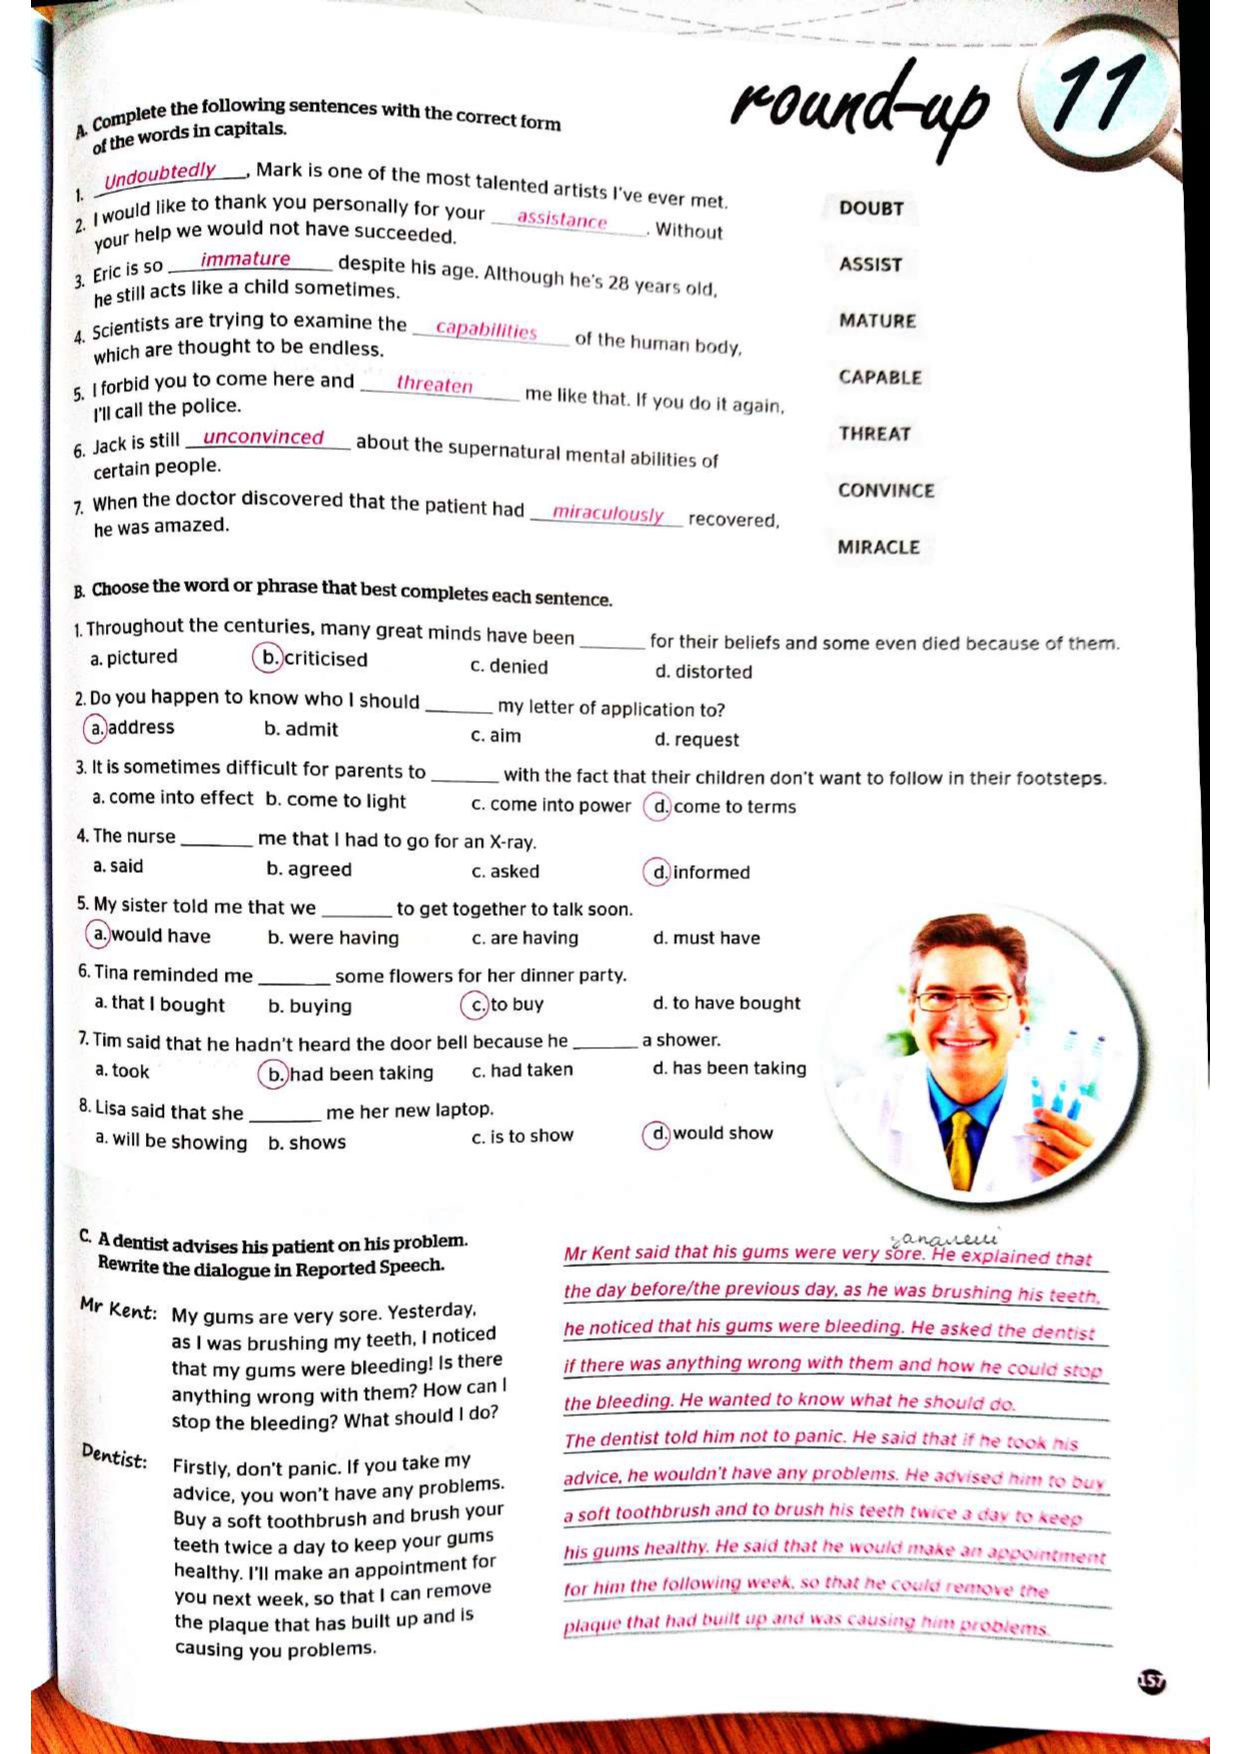 round-up 11
A. Complete the following sentences with the correct form
of the words in capitals.
1. Undoubtedly, Mark is one of the most talented artists I've ever met.
DOUBT
2. I would like to thank you personally for your assistance. Without
your help we would not have succeeded.
ASSIST
3. Eric is so immature despite his age. Although he's 28 years old,
he still acts like a child sometimes.
MATURE
4. Scientists are trying to examine the capabilities of the human body,
which are thought to be endless.
CAPABLE
5. I forbid you to come here and threaten me like that. If you do it again,
I'll call the police.
THREAT
6. Jack is still unconvinced about the supernatural mental abilities of
certain people.
CONVINCE
7. When the doctor discovered that the patient had miraculously recovered,
he was amazed.
MIRACLE
B. Choose the word or phrase that best completes each sentence.
1. Throughout the centuries, many great minds have been ______ for their beliefs and some even died because of them.
a. pictured b. criticised c. denied d. distorted
2. Do you happen to know who I should ______ my letter of application to?
a. address b. admit c. aim d. request
3. It is sometimes difficult for parents to ______ with the fact that their children don't want to follow in their footsteps.
a. come into effect b. come to light c. come into power d. come to terms
4. The nurse ______ me that I had to go for an X-ray.
a. said b. agreed c. asked d. informed
5. My sister told me that we ______ to get together to talk soon.
a. would have b. were having c. are having d. must have
6. Tina reminded me ______ some flowers for her dinner party.
a. that I bought b. buying c. to buy d. to have bought
7. Tim said that he hadn't heard the door bell because he ______ a shower.
a. took b. had been taking c. had taken d. has been taking
8. Lisa said that she ______ me her new laptop.
a. will be showing b. shows c. is to show d. would show
C. A dentist advises his patient on his problem.
Rewrite the dialogue in Reported Speech.
Mr Kent: My gums are very sore. Yesterday,
as I was brushing my teeth, I noticed
that my gums were bleeding! Is there
anything wrong with them? How can I
stop the bleeding? What should I do?
Dentist: Firstly, don't panic. If you take my
advice, you won't have any problems.
Buy a soft toothbrush and brush your
teeth twice a day to keep your gums
healthy. I'll make an appointment for
you next week, so that I can remove
the plaque that has built up and is
causing you problems.
Mr Kent said that his gums were very sore. He explained that
the day before/the previous day, as he was brushing his teeth,
he noticed that his gums were bleeding. He asked the dentist
if there was anything wrong with them and how he could stop
the bleeding. He wanted to know what he should do.
The dentist told him not to panic. He said that if he took his
advice, he wouldn't have any problems. He advised him to buy
a soft toothbrush and to brush his teeth twice a day to keep
his gums healthy. He said that he would make an appointment
for him the following week, so that he could remove the
plaque that had built up and was causing him problems.
157